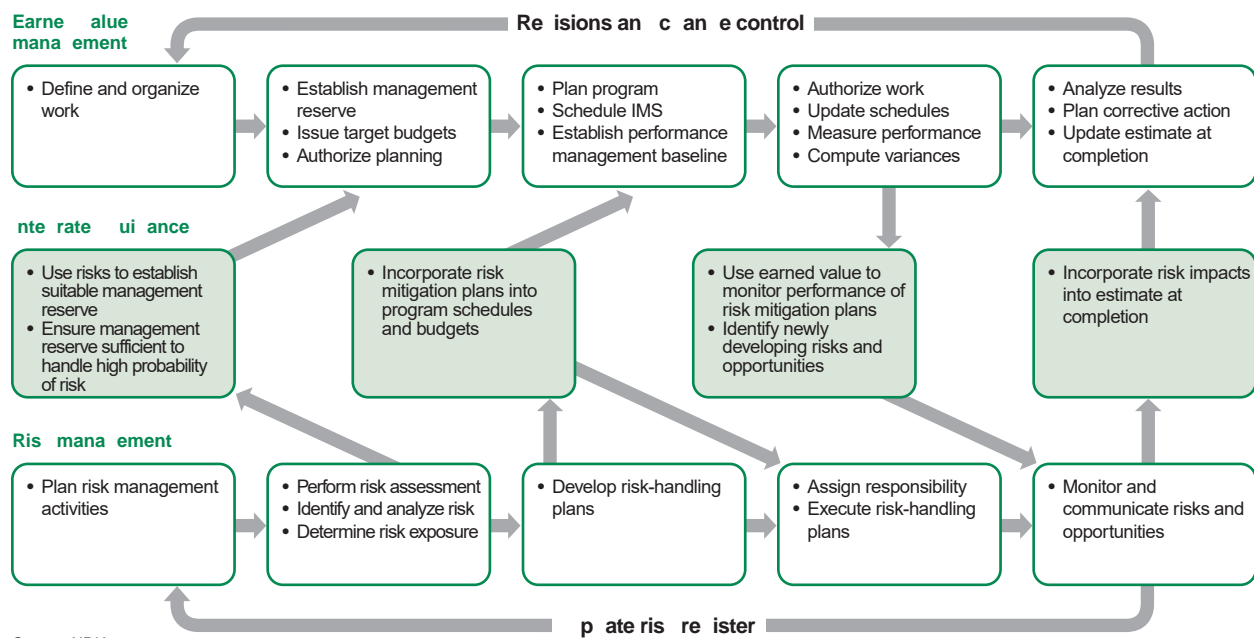 Earne alue
mana ement
Re isions an c an e control
• Define and organize
work
• Establish management
reserve
• Issue target budgets
• Authorize planning
• Plan program
• Schedule IMS
• Establish performance
management baseline
• Authorize work
• Update schedules
• Measure performance
• Compute variances
• Analyze results
• Plan corrective action
• Update estimate at
completion
nte rate ui ance
• Use risks to establish
suitable management
reserve
• Ensure management
reserve sufficient to
handle high probability
of risk
• Incorporate risk
mitigation plans into
program schedules
and budgets
• Use earned value to
monitor performance of
risk mitigation plans
• Identify newly
developing risks and
opportunities
• Incorporate risk impacts
into estimate at
completion
Ris mana ement
• Plan risk management
activities
• Perform risk assessment
• Identify and analyze risk
• Determine risk exposure
• Develop risk-handling
plans
• Assign responsibility
• Execute risk-handling
plans
• Monitor and
communicate risks and
opportunities
p ate ris re ister